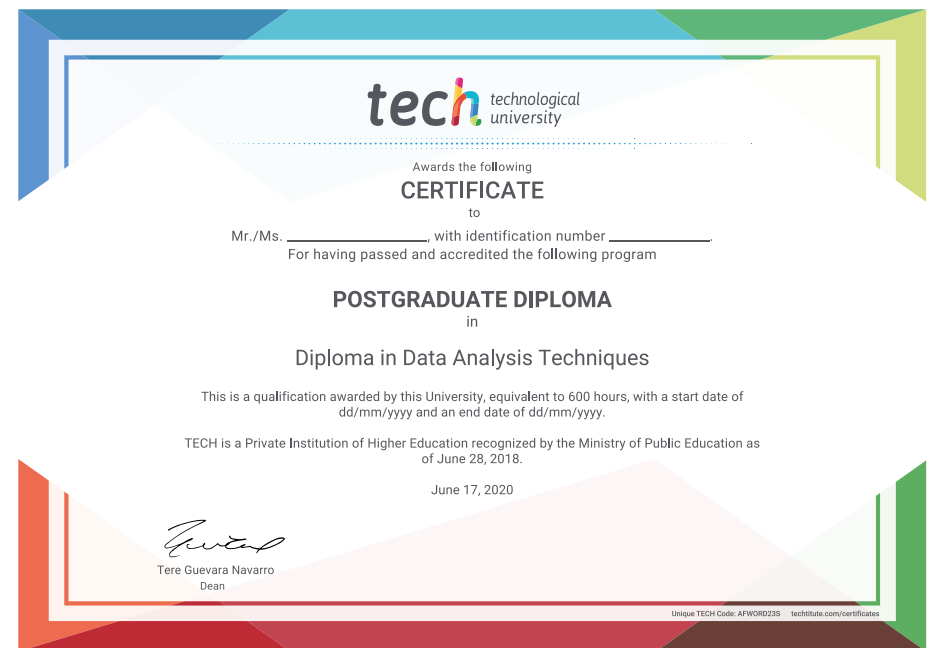 tech technological
university
Awards the following
CERTIFICATE
to
Mr./Ms. ____________, with identification number _________.
For having passed and accredited the following program
POSTGRADUATE DIPLOMA
in
Diploma in Data Analysis Techniques
This is a qualification awarded by this University, equivalent to 600 hours, with a start date of
dd/mm/yyyy and an end date of dd/mm/yyyy.
TECH is a Private Institution of Higher Education recognized by the Ministry of Public Education as
of June 28, 2018.
June 17, 2020
Tere Guevara Navarro
Dean
Unique TECH Code: AFWORD23S techtitute.com/certificates